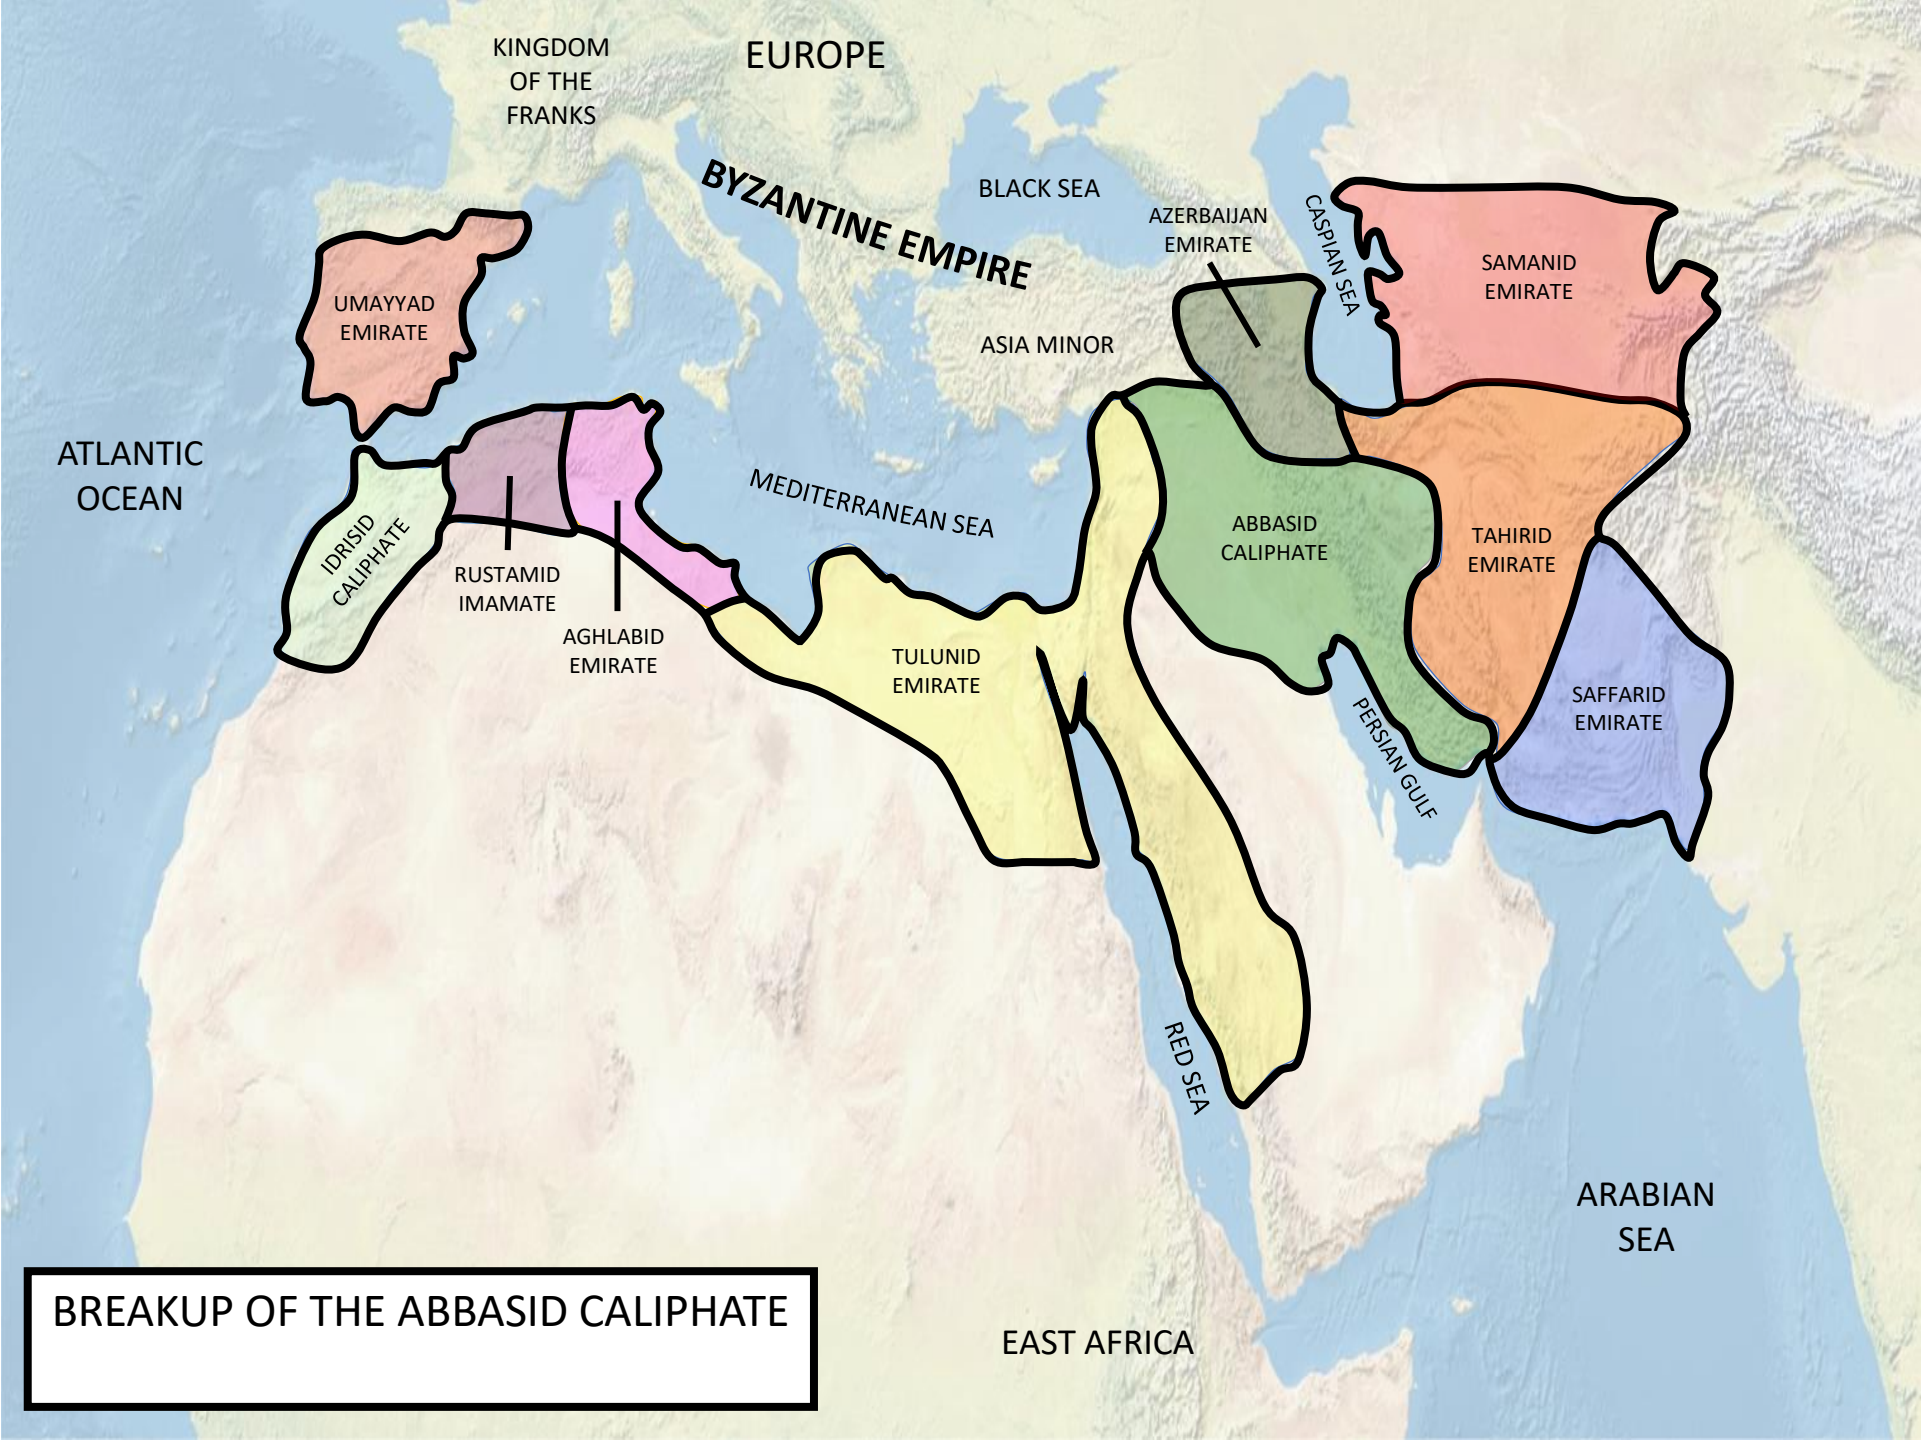 KINGDOM
OF THE
FRANKS
EUROPE
BYZANTINE EMPIRE
BLACK SEA
AZERBAIJAN
EMIRATE
CASPIAN SEA
SAMANID
EMIRATE
UMAYYAD
EMIRATE
ASIA MINOR
ATLANTIC
OCEAN
MEDITERRANEAN SEA
IDRISID
CALIPHATE
RUSTAMID
IMAMATE
AGHLABID
EMIRATE
TULUNID
EMIRATE
ABBASID
CALIPHATE
TAHIRID
EMIRATE
SAFFARID
EMIRATE
PERSIAN GULF
RED SEA
ARABIAN
SEA
EAST AFRICA
BREAKUP OF THE ABBASID CALIPHATE